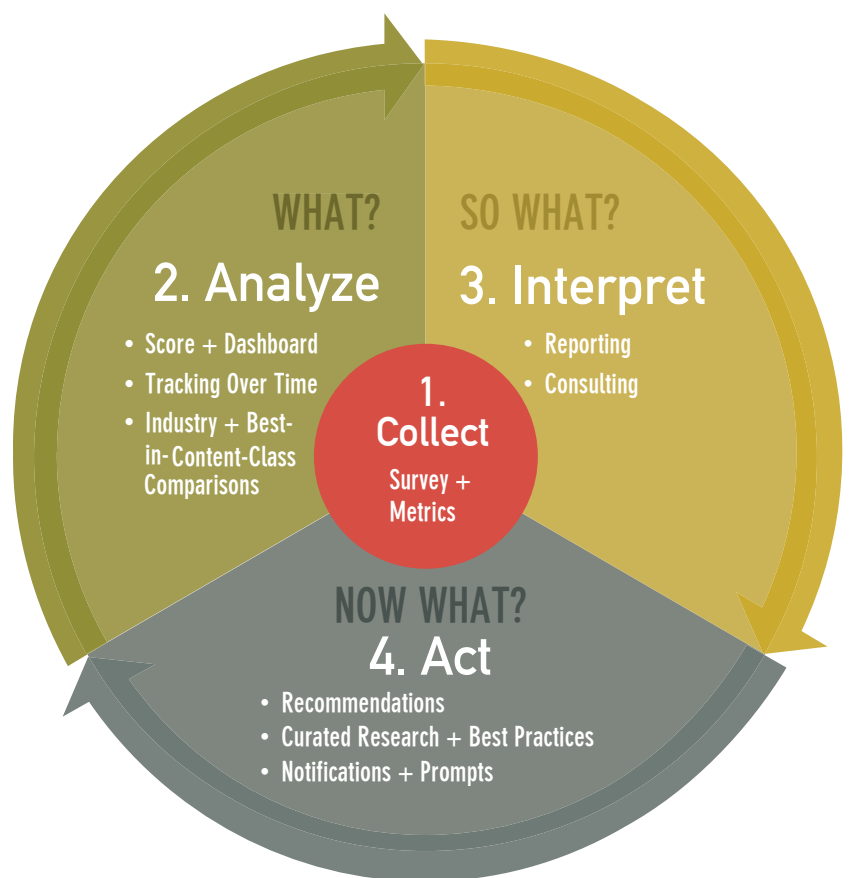 WHAT?
2. Analyze
• Score + Dashboard
• Tracking Over Time
• Industry + Best-
in-Content-Class
Comparisons
SO WHAT?
3. Interpret
• Reporting
• Consulting
1.
Collect
Survey +
Metrics
NOW WHAT?
4. Act
• Recommendations
• Curated Research + Best Practices
• Notifications + Prompts